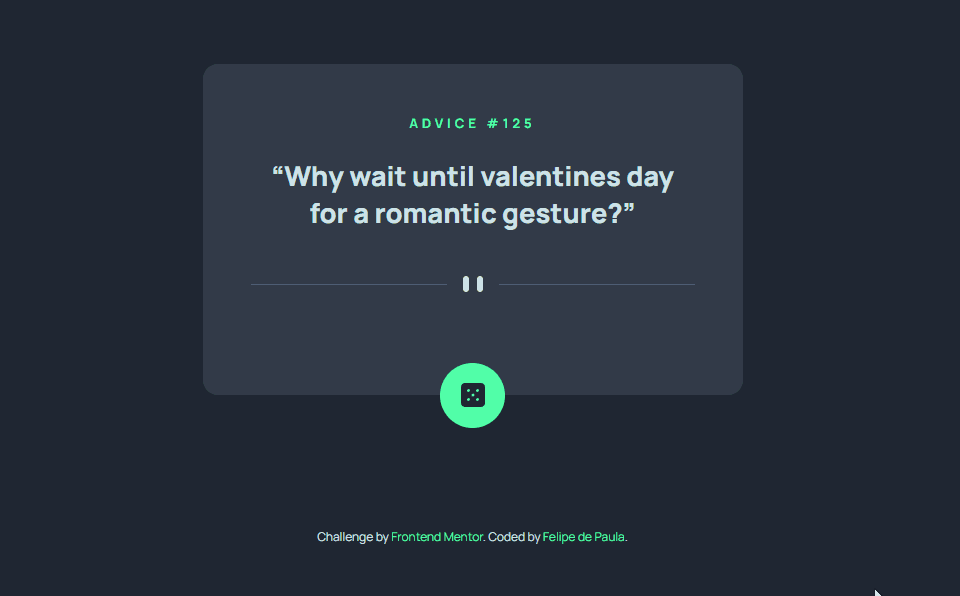 ADVICE #125
“Why wait until valentines day
for a romantic gesture?”
Challenge by Frontend Mentor. Coded by Felipe de Paula.